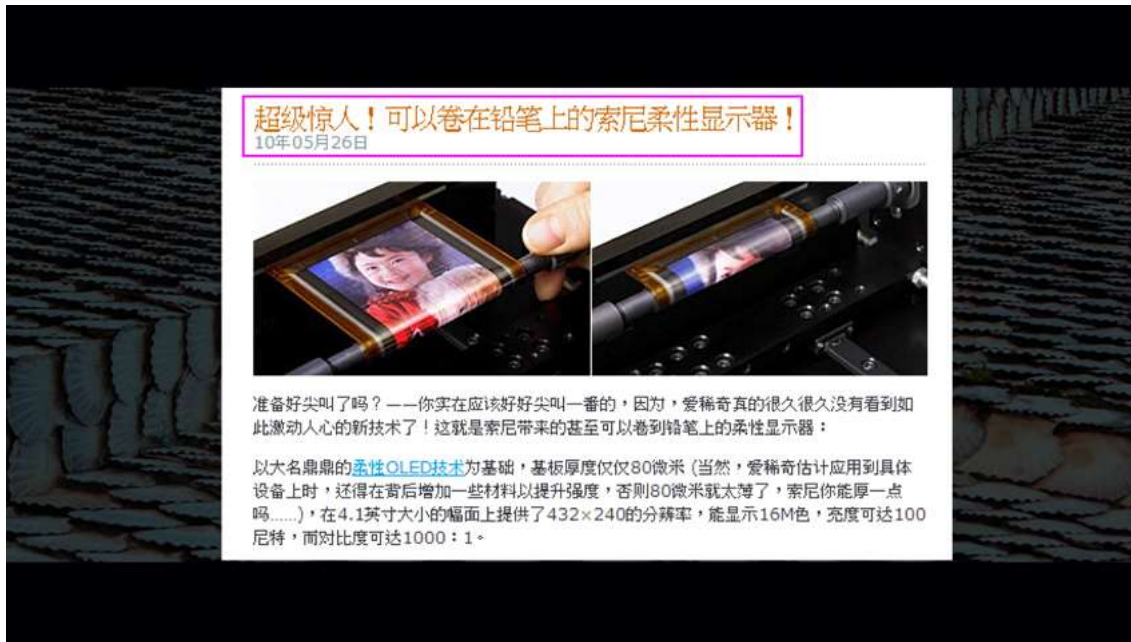 超级惊人！可以卷在铅笔上的索尼柔性显示器！
10年05月26日
准备好尖叫了吗？——你实在应该好好尖叫一番的，因为，爱稀奇真的很久很久没有看到如
此激动人心的新技术了！这就是索尼带来的甚至可以卷到铅笔上的柔性显示器：
以大名鼎鼎的柔性OLED技术为基础，基板厚度仅仅80微米 (当然，爱稀奇估计应用到具体
设备上时，还得在背后增加一些材料以提升强度，否则80微米就太薄了，索尼你能厚一点
吗……)，在4.1英寸大小的幅面上提供了432×240的分辨率，能显示16M色，亮度可达100
尼特，而对比度可达1000：1。